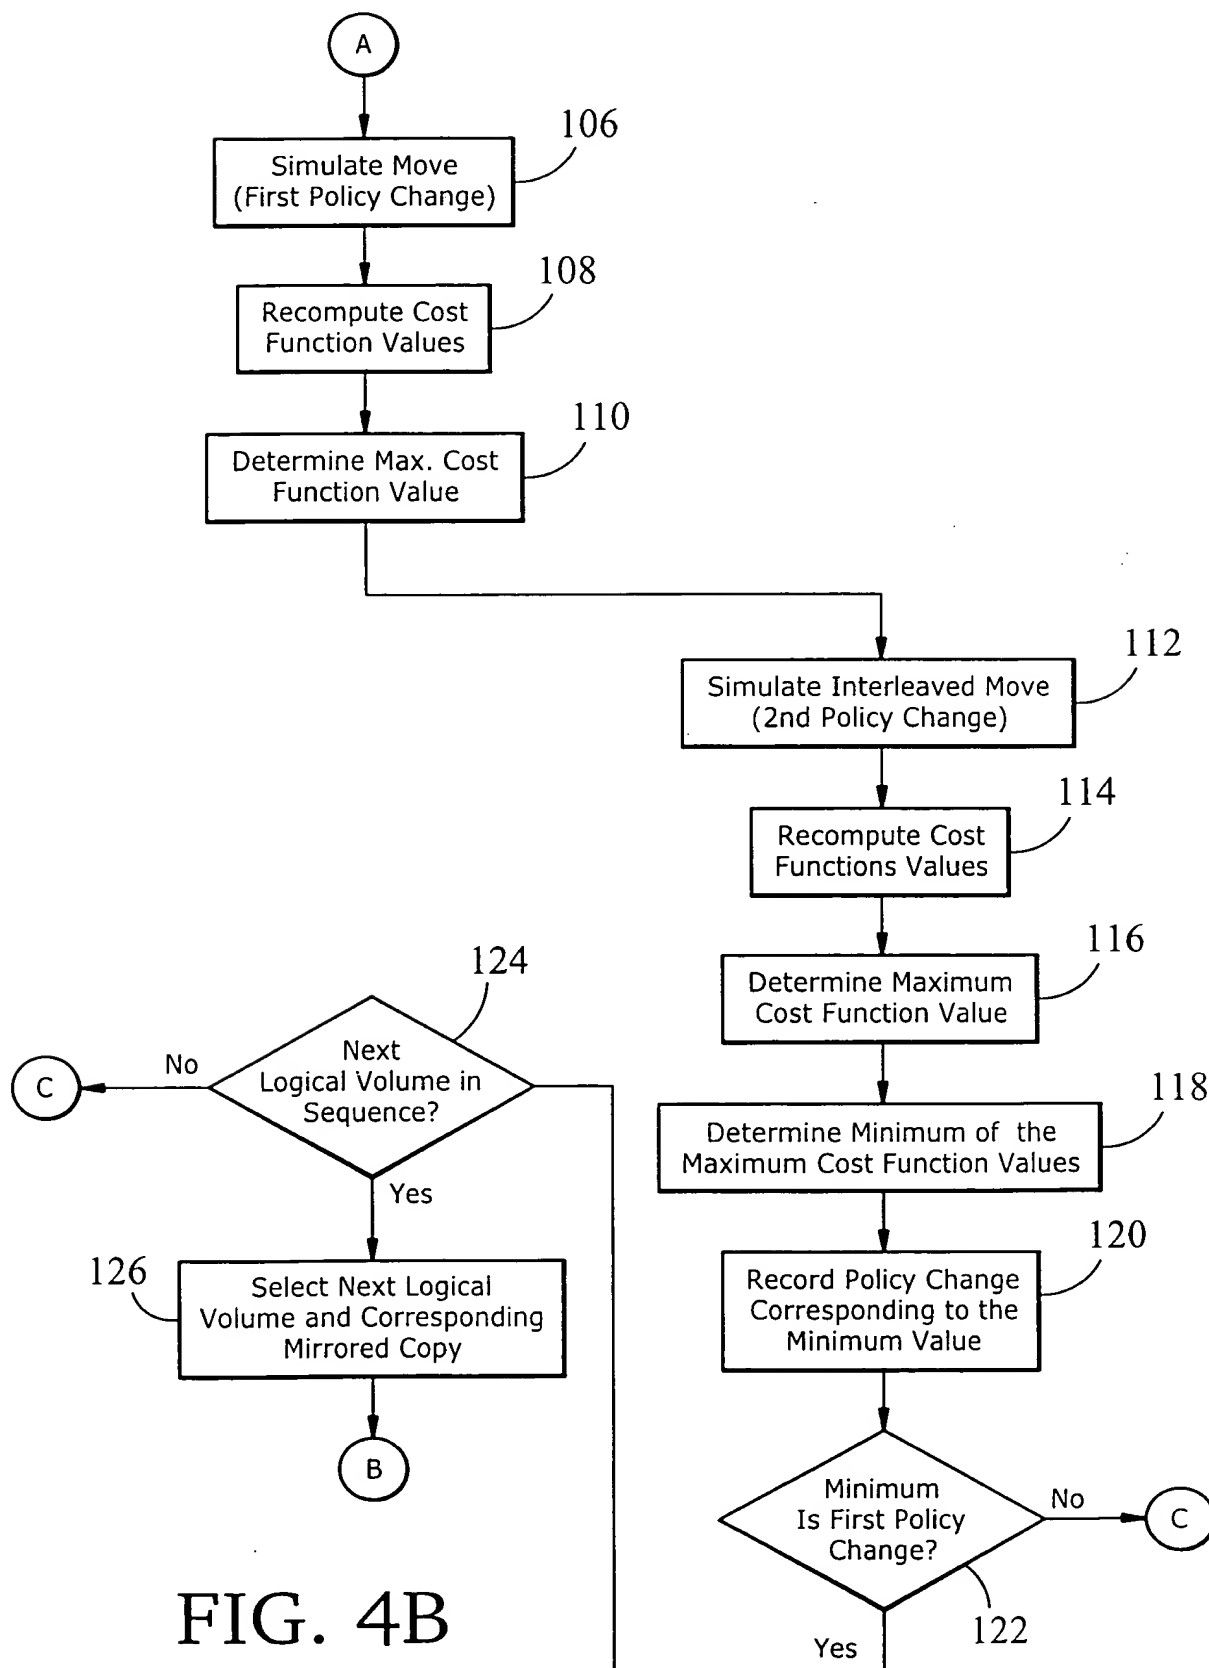 A
106
Simulate Move
(First Policy Change)
108
Recompute Cost
Function Values
110
Determine Max. Cost
Function Value
112
Simulate Interleaved Move
(2nd Policy Change)
114
Recompute Cost
Functions Values
116
Determine Maximum
Cost Function Value
118
Determine Minimum of the
Maximum Cost Function Values
120
Record Policy Change
Corresponding to the
Minimum Value
Minimum
Is First Policy
Change?
122
No
C
Yes
124
Next
Logical Volume in
Sequence?
No
C
Yes
126
Select Next Logical
Volume and Corresponding
Mirrored Copy
B
FIG. 4B